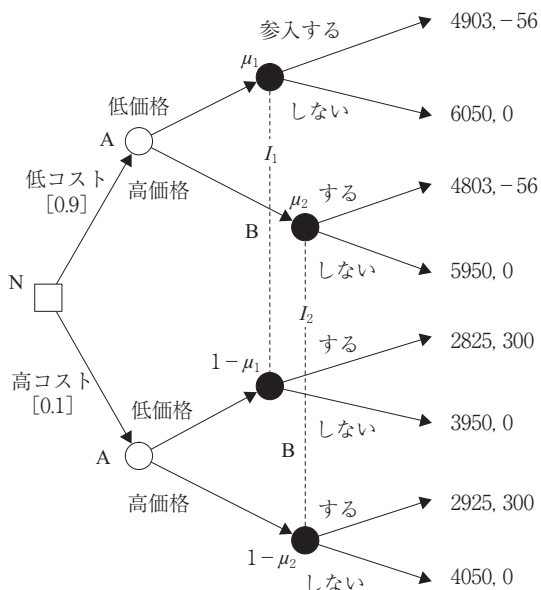 参入する
4903, −56
μ1
低価格
しない
6050, 0
A
I1
低コスト
[0.9]
高価格
μ2
する
4803, −56
B
しない
5950, 0
N
I2
1−μ1
する
2825, 300
高コスト
[0.1]
低価格
しない
3950, 0
A
B
高価格
する
2925, 300
1−μ2
しない
4050, 0